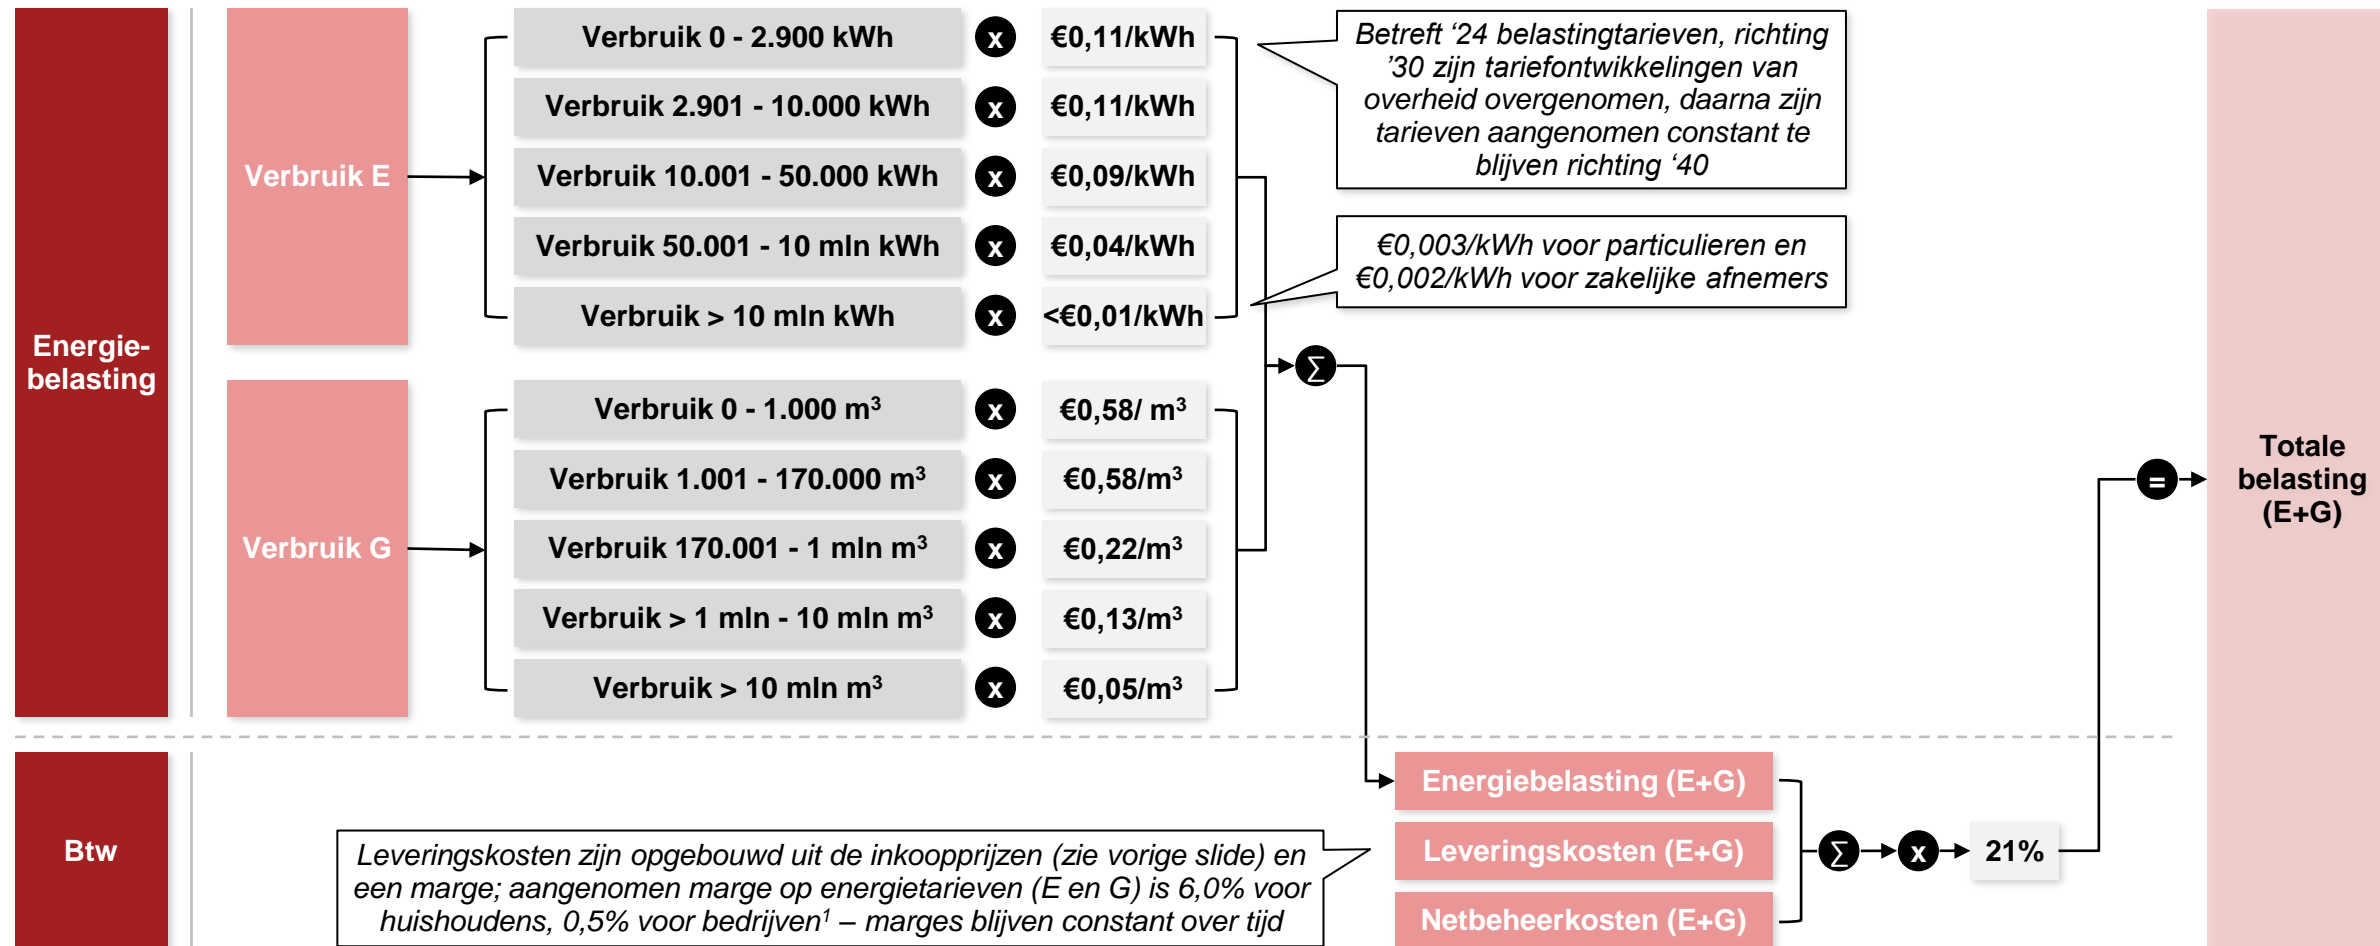 Energie-
belasting
Verbruik E
Verbruik 0 - 2.900 kWh
x
€0,11/kWh
Verbruik 2.901 - 10.000 kWh
x
€0,11/kWh
Verbruik 10.001 - 50.000 kWh
x
€0,09/kWh
Verbruik 50.001 - 10 mln kWh
x
€0,04/kWh
Verbruik > 10 mln kWh
x
<€0,01/kWh
Betreft ‘24 belastingtarieven, richting
’30 zijn tariefontwikkelingen van
overheid overgenomen, daarna zijn
tarieven aangenomen constant te
blijven richting ‘40
€0,003/kWh voor particulieren en
€0,002/kWh voor zakelijke afnemers
∑
Verbruik G
Verbruik 0 - 1.000 m³
x
€0,58/ m³
Verbruik 1.001 - 170.000 m³
x
€0,58/m³
Verbruik 170.001 - 1 mln m³
x
€0,22/m³
Verbruik > 1 mln - 10 mln m³
x
€0,13/m³
Verbruik > 10 mln m³
x
€0,05/m³
=
Totale
belasting
(E+G)
Btw
Leveringskosten zijn opgebouwd uit de inkoopprijzen (zie vorige slide) en
een marge; aangenomen marge op energietarieven (E en G) is 6,0% voor
huishoudens, 0,5% voor bedrijven¹ – marges blijven constant over tijd
Energiebelasting (E+G)
Leveringskosten (E+G)
Netbeheerkosten (E+G)
∑
x
21%